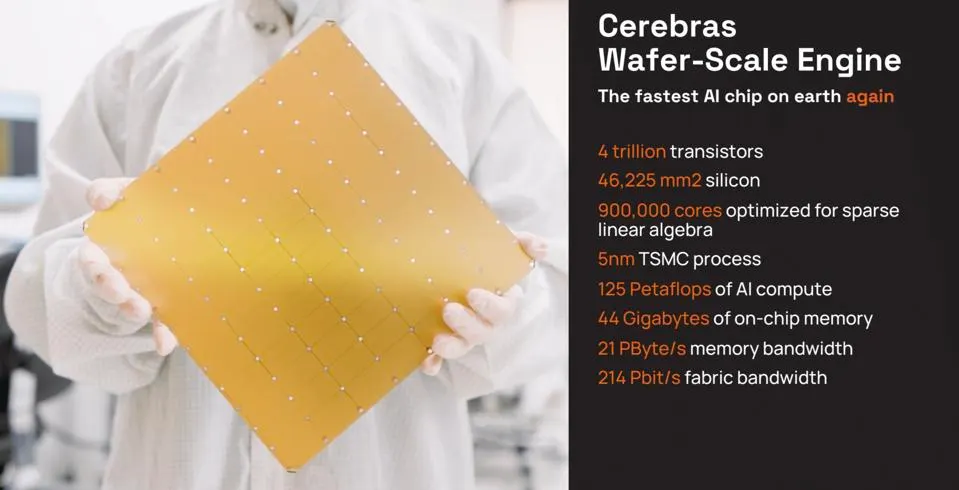 Cerebras
Wafer-Scale Engine
The fastest AI chip on earth again
4 trillion transistors
46,225 mm2 silicon
900,000 cores optimized for sparse
linear algebra
5nm TSMC process
125 Petaflops of AI compute
44 Gigabytes of on-chip memory
21 PByte/s memory bandwidth
214 Pbit/s fabric bandwidth